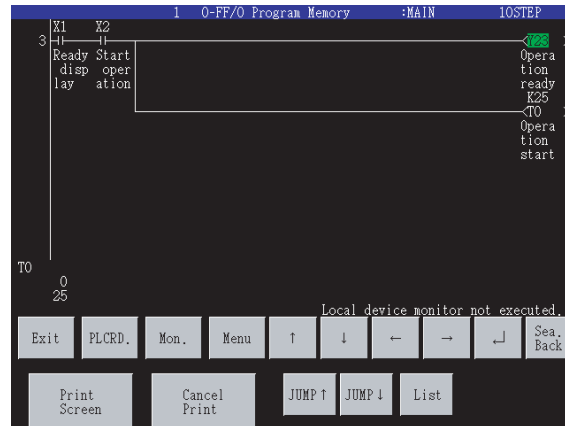 1 0-FF/0 Program Memory :MAIN 10STEP
X1 X2
3 Y23
Ready Start Opera
disp oper tion
lay ation ready
K25
T0
Opera
tion
start
T0
0
25
Local device monitor not executed.
Exit PLCRD. Mon. Menu ↑ ↓ ← → ↵ Sea. Back
Print Screen Cancel Print JUMP↑ JUMP↓ List